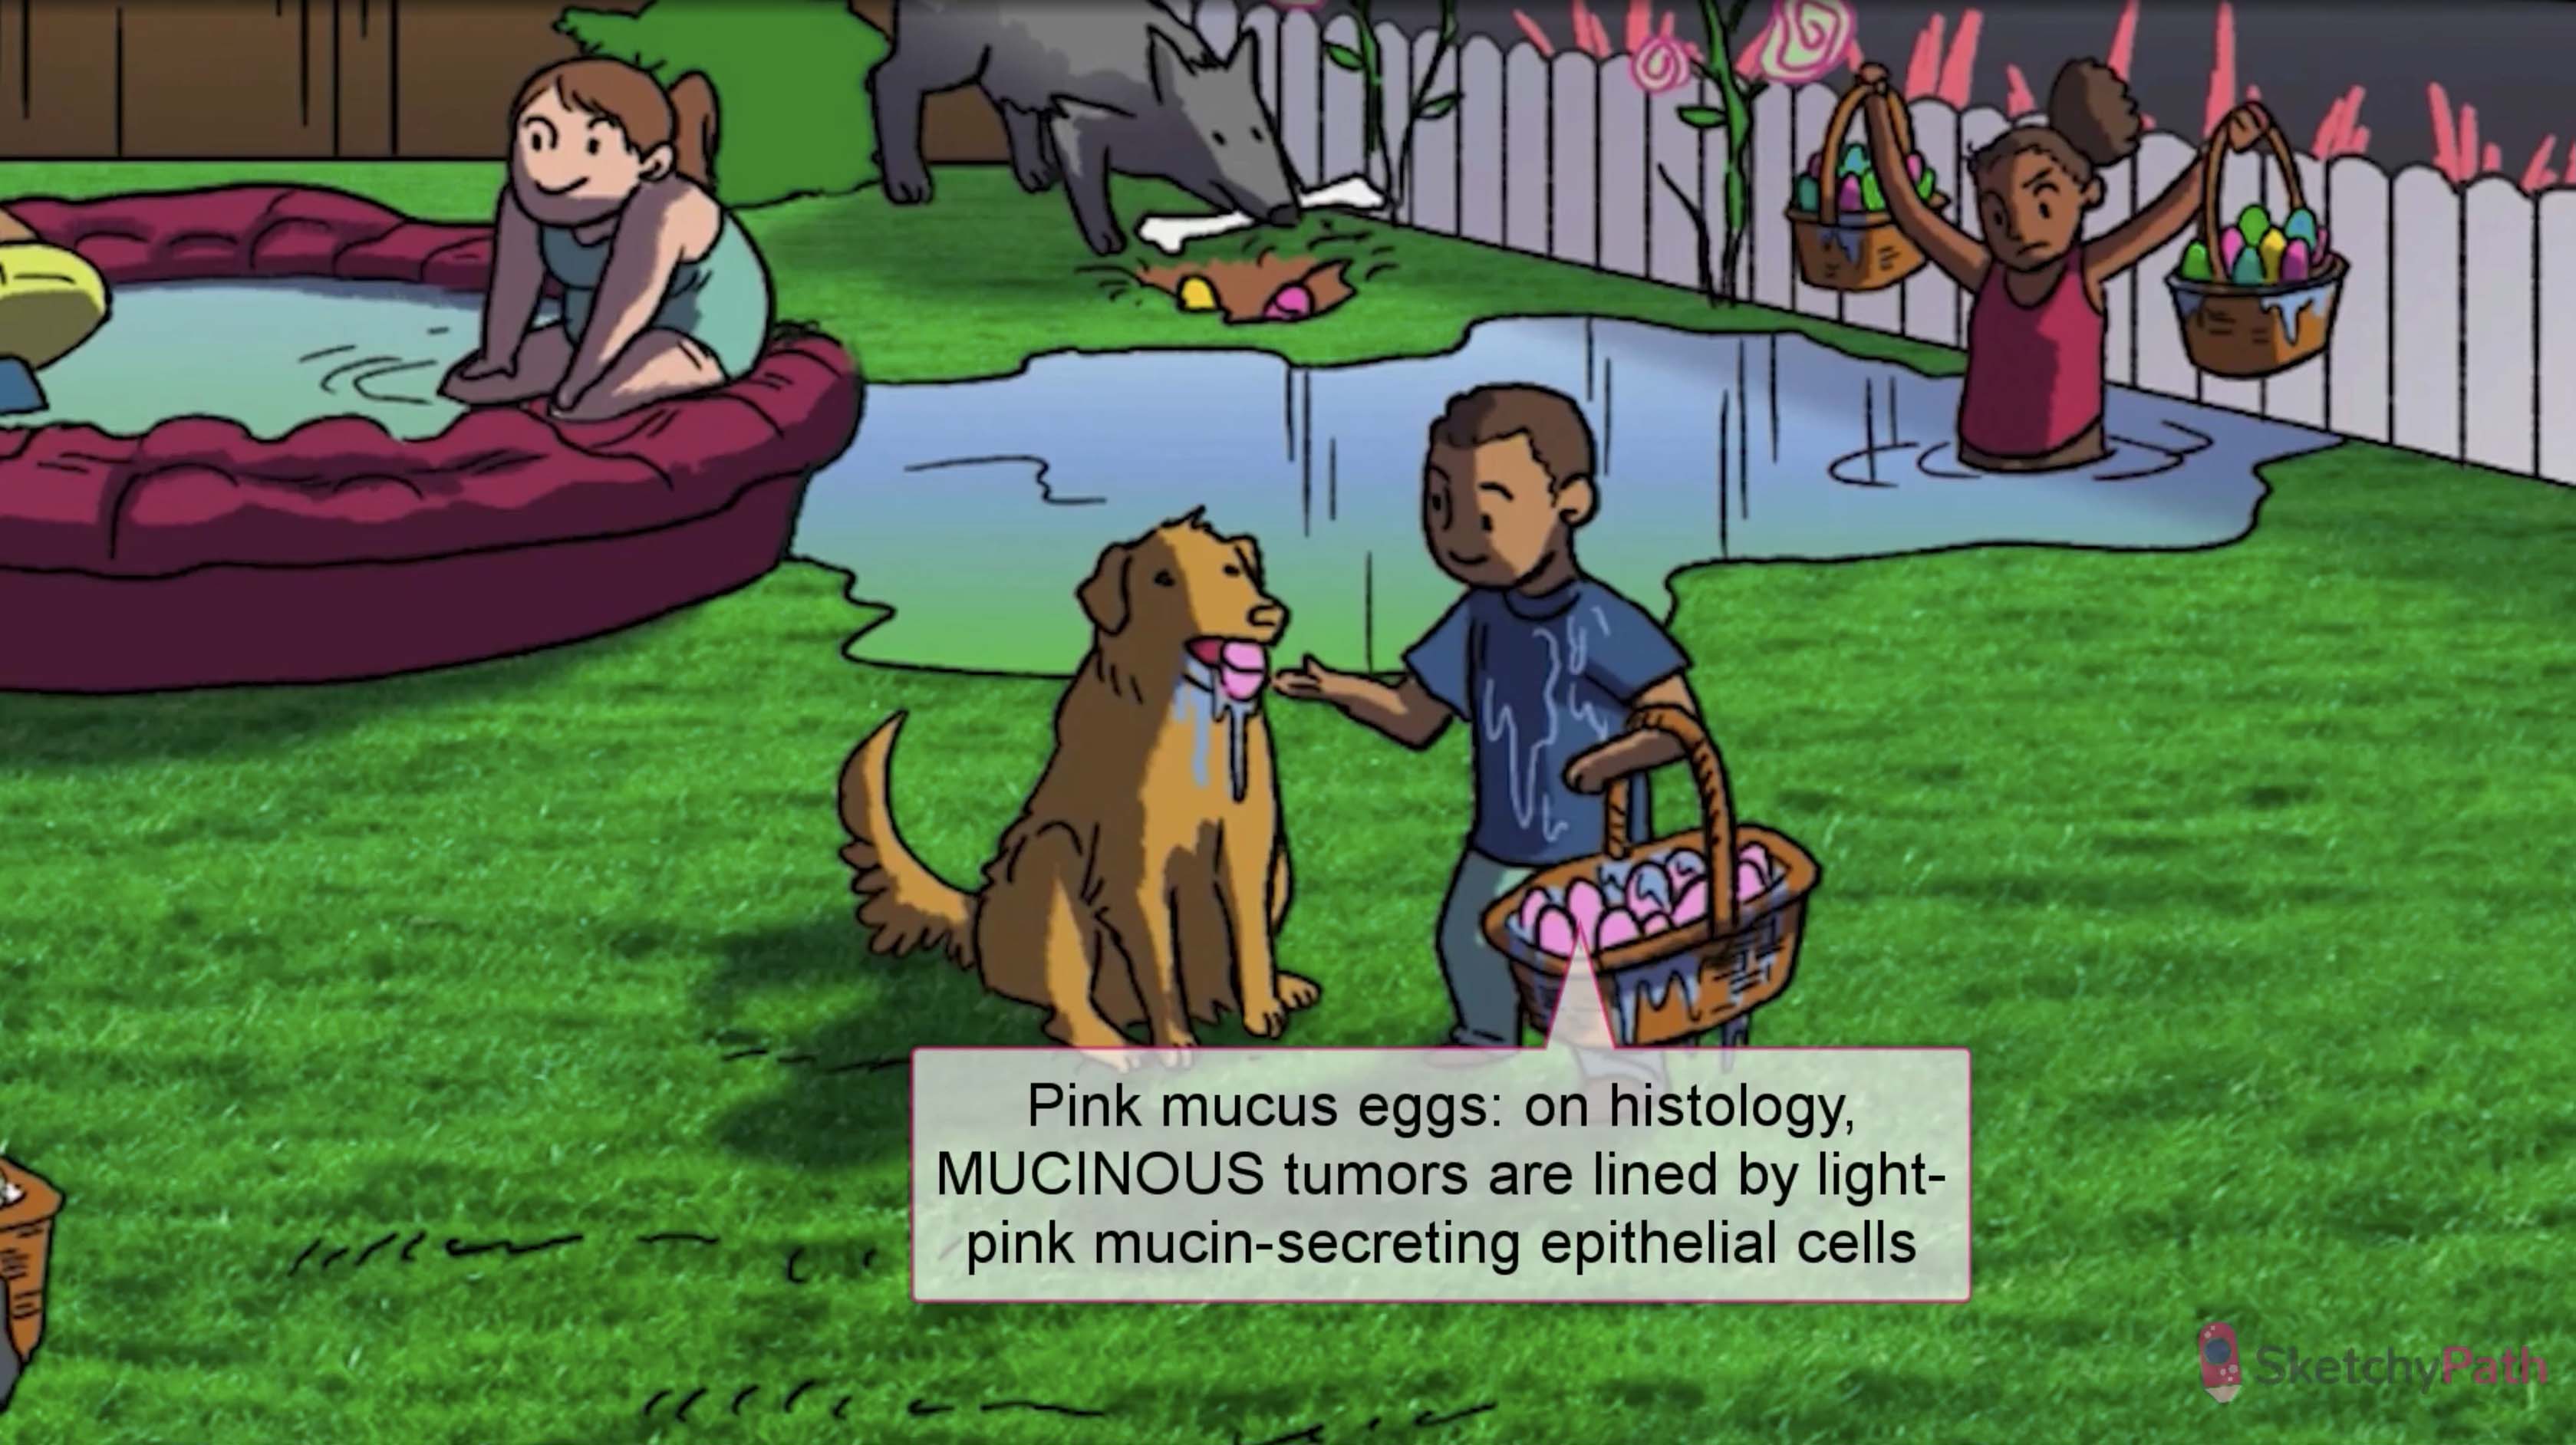 Pink mucus eggs: on histology,
MUCINOUS tumors are lined by light-
pink mucin-secreting epithelial cells
SketchyPath